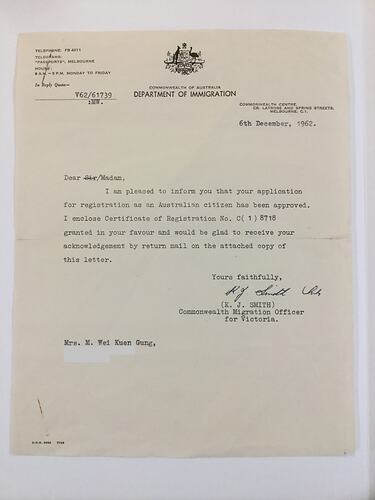 TELEPHONE: FB 4011
TELEGRAMS:
"PASSPORTS", MELBOURNE
HOURS:
9 A.M.—5 P.M. MONDAY TO FRIDAY
In Reply Quote—
V62/61739
:MW.
COMMONWEALTH OF AUSTRALIA
DEPARTMENT OF IMMIGRATION
COMMONWEALTH CENTRE,
CR. LATROBE AND SPRING STREETS,
MELBOURNE, C.1.
6th December, 1962.
Dear Sir/Madam,
I am pleased to inform you that your application
for registration as an Australian citizen has been approved.
I enclose Certificate of Registration No. C( 1) 8718
granted in your favour and would be glad to receive your
acknowledgement by return mail on the attached copy of
this letter.
Yours faithfully,
K J Smith
(K. J. SMITH)
Commonwealth Migration Officer
for Victoria.
Mrs. M. Wei Kuen Gung,